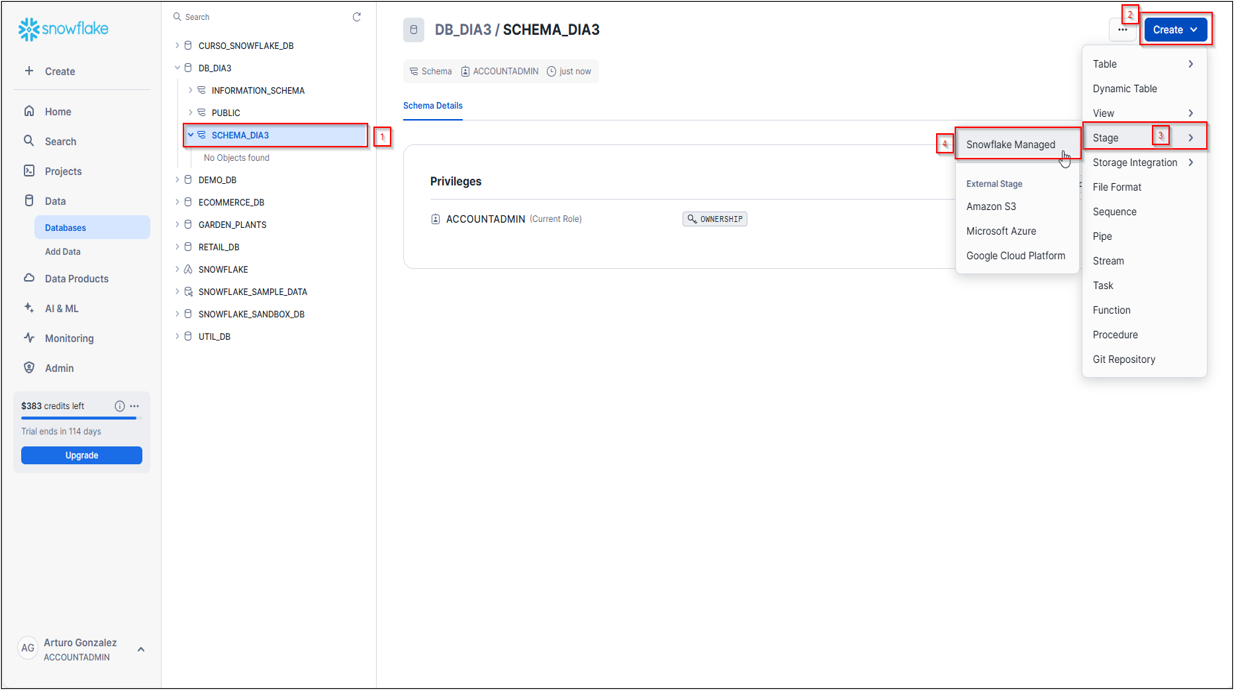 snowflake
Create
Home
Search
Projects
Data
Databases
Add Data
Data Products
AI & ML
Monitoring
Admin
$383 credits left
Trial ends in 114 days
Upgrade
AG
Arturo Gonzalez
ACCOUNTADMIN
Search
CURSO_SNOWFLAKE_DB
DB_DIA3
INFORMATION_SCHEMA
PUBLIC
SCHEMA_DIA3
1
No Objects found
DEMO_DB
ECOMMERCE_DB
GARDEN_PLANTS
RETAIL_DB
SNOWFLAKE
SNOWFLAKE_SAMPLE_DATA
SNOWFLAKE_SANDBOX_DB
UTIL_DB
DB_DIA3 / SCHEMA_DIA3
Schema ACCOUNTADMIN just now
Schema Details
Privileges
ACCOUNTADMIN (Current Role) OWNERSHIP
2
Create
Table
Dynamic Table
View
Stage 3
Storage Integration
File Format
Sequence
Pipe
Stream
Task
Function
Procedure
Git Repository
4
Snowflake Managed
External Stage
Amazon S3
Microsoft Azure
Google Cloud Platform